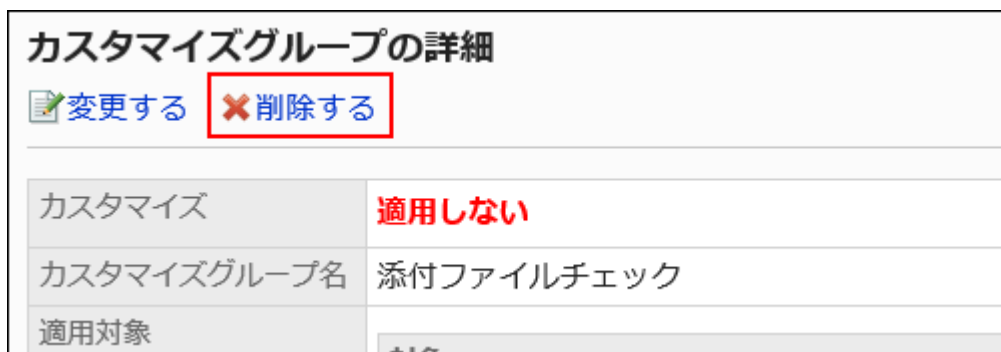 カスタマイズグループの詳細
変更する 削除する
カスタマイズ 適用しない
カスタマイズグループ名 添付ファイルチェック
適用対象